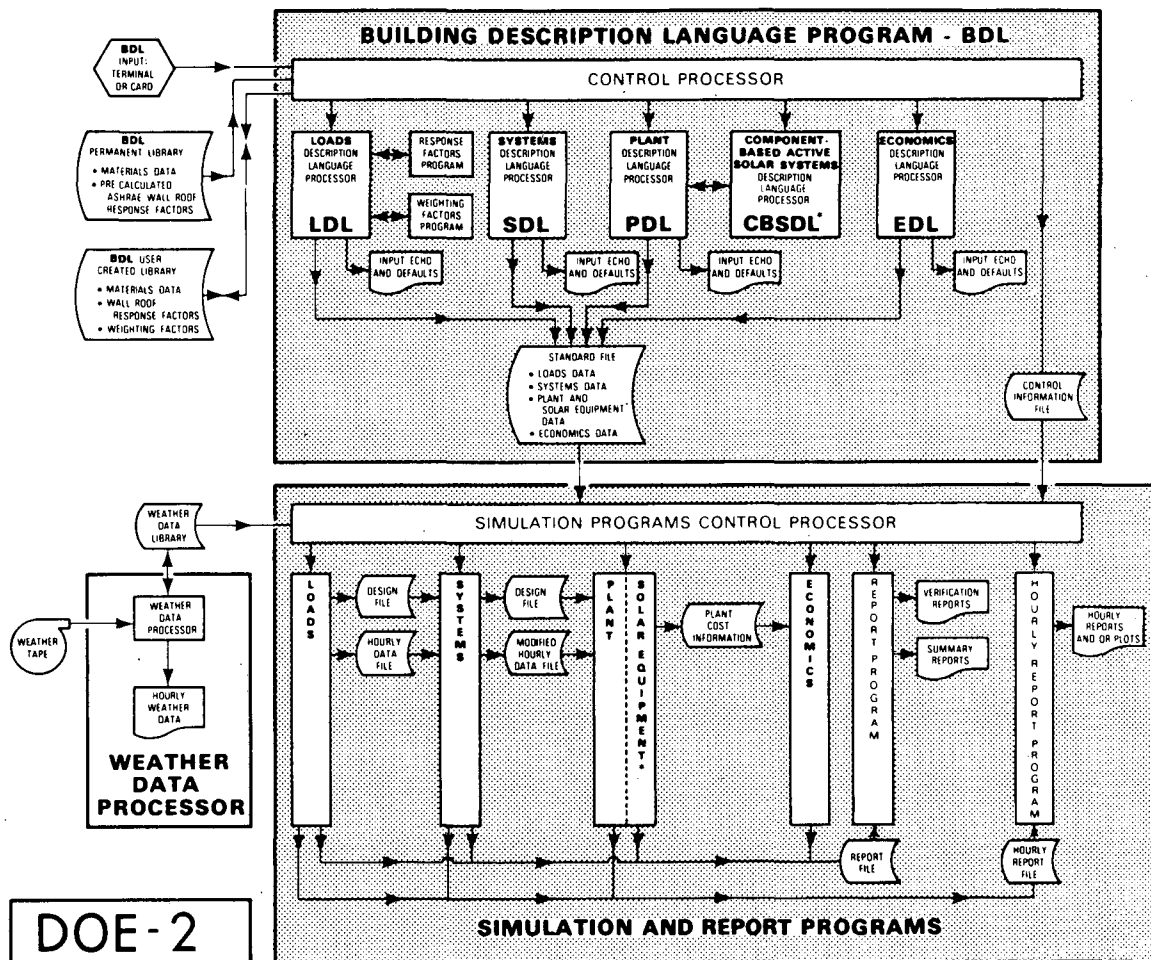 BUILDING DESCRIPTION LANGUAGE PROGRAM - BDL
BDL
INPUT:
TERMINAL
OR CARD
CONTROL PROCESSOR
BDL
PERMANENT LIBRARY
• MATERIALS DATA
• PRE CALCULATED
ASHRAE WALL ROOF
RESPONSE FACTORS
BDL USER
CREATED LIBRARY
• MATERIALS DATA
• WALL ROOF
RESPONSE FACTORS
• WEIGHTING FACTORS
LOADS
DESCRIPTION
LANGUAGE
PROCESSOR
LDL
RESPONSE
FACTORS
PROGRAM
WEIGHTING
FACTORS
PROGRAM
SYSTEMS
DESCRIPTION
LANGUAGE
PROCESSOR
SDL
PLANT
DESCRIPTION
LANGUAGE
PROCESSOR
PDL
COMPONENT-
BASED ACTIVE
SOLAR SYSTEMS
DESCRIPTION
LANGUAGE
PROCESSOR
CBSDL*
ECONOMICS
DESCRIPTION
LANGUAGE
PROCESSOR
EDL
INPUT ECHO
AND DEFAULTS
INPUT ECHO
AND DEFAULTS
INPUT ECHO
AND DEFAULTS
INPUT ECHO
AND DEFAULTS
STANDARD FILE
• LOADS DATA
• SYSTEMS DATA
• PLANT AND
SOLAR EQUIPMENT*
DATA
• ECONOMICS DATA
CONTROL
INFORMATION
FILE
SIMULATION PROGRAMS CONTROL PROCESSOR
WEATHER
DATA
LIBRARY
WEATHER
DATA
PROCESSOR
WEATHER
TAPE
HOURLY
WEATHER
DATA
WEATHER
DATA
PROCESSOR
LOADS
DESIGN
FILE
HOURLY
DATA FILE
SYSTEMS
DESIGN
FILE
MODIFIED
HOURLY
DATA FILE
PLANT
SOLAR EQUIPMENT*
PLANT
COST
INFORMATION
ECONOMICS
REPORT PROGRAM
VERIFICATION
REPORTS
SUMMARY
REPORTS
HOURLY REPORT PROGRAM
HOURLY
REPORTS
AND OR PLOTS
REPORT
FILE
HOURLY
REPORT
FILE
SIMULATION AND REPORT PROGRAMS
DOE-2